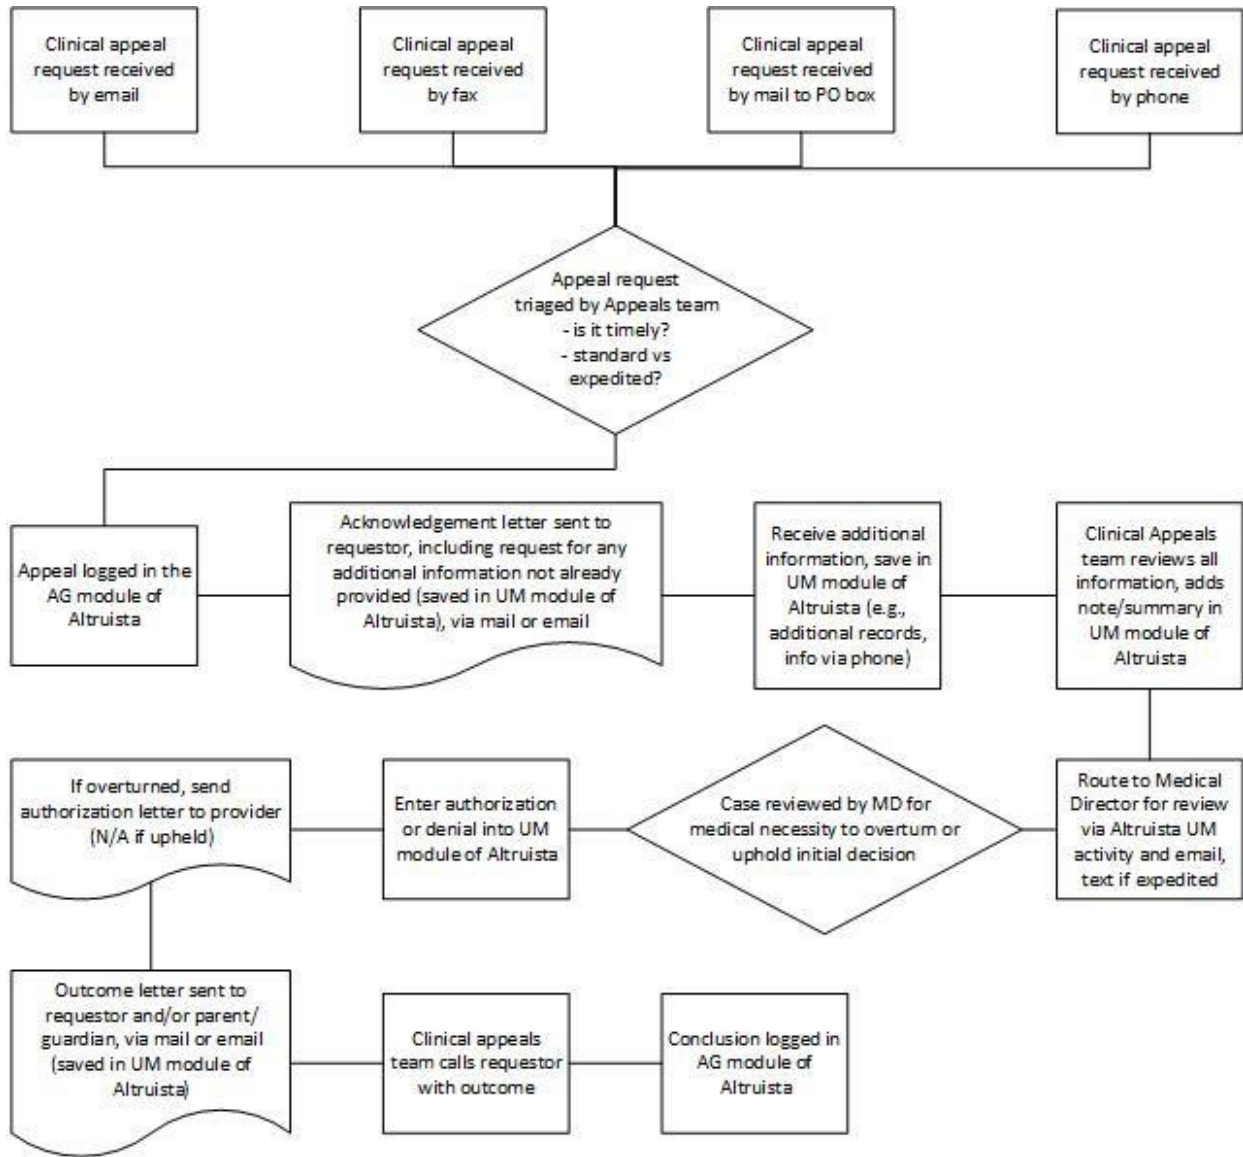 Clinical appeal
request received
by email
Clinical appeal
request received
by fax
Clinical appeal
request received
by mail to PO box
Clinical appeal
request received
by phone
Appeal request
triaged by Appeals team
- is it timely?
- standard vs
expedited?
Appeal logged in the
AG module of
Altruista
Acknowledgement letter sent to
requestor, including request for any
additional information not already
provided (saved in UM module of
Altruista), via mail or email
Receive additional
information, save in
UM module of
Altruista (e.g.,
additional records,
info via phone)
Clinical Appeals
team reviews all
information, adds
note/summary in
UM module of
Altruista
Route to Medical
Director for review
via Altruista UM
activity and email,
text if expedited
Case reviewed by MD for
medical necessity to overturn or
uphold initial decision
Enter authorization
or denial into UM
module of Altruista
If overturned, send
authorization letter to provider
(N/A if upheld)
Outcome letter sent to
requestor and/or parent/
guardian, via mail or email
(saved in UM module of
Altruista)
Clinical appeals
team calls requestor
with outcome
Conclusion logged in
AG module of
Altruista